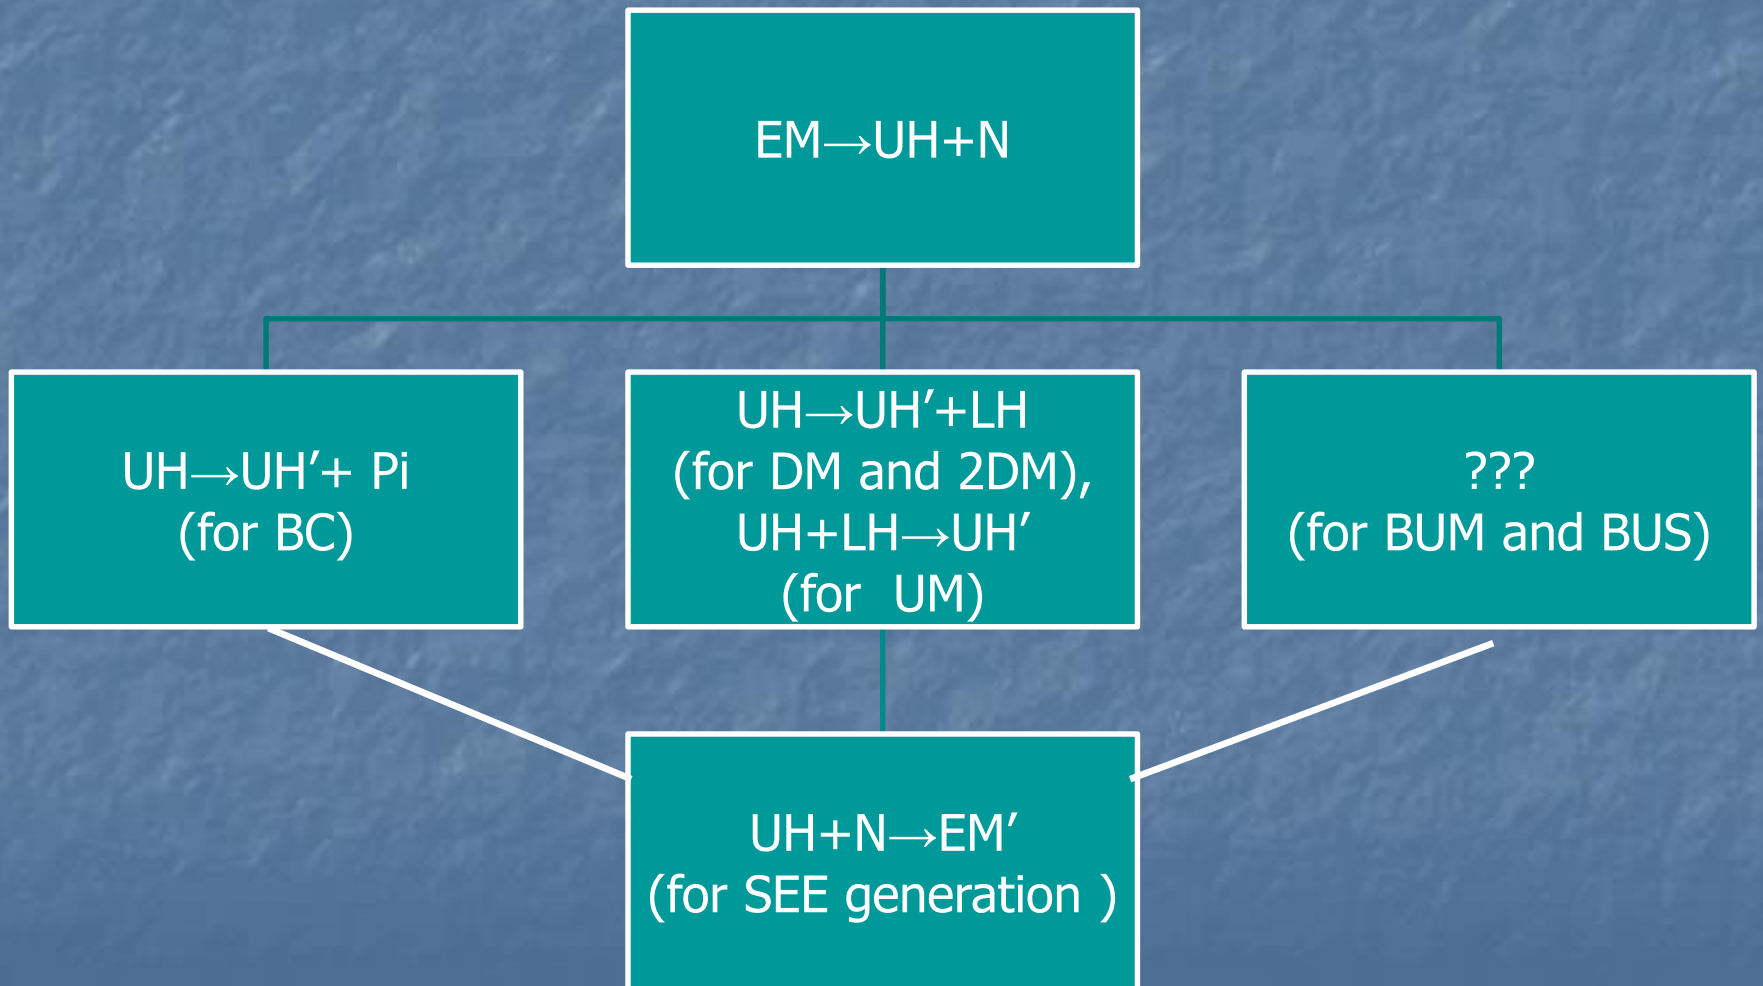 EM→UH+N
UH→UH’+ Pi
(for BC)
UH→UH’+LH
(for DM and 2DM),
UH+LH→UH’
(for  UM)
???
(for BUM and BUS)
UH+N→EM’
(for SEE generation )